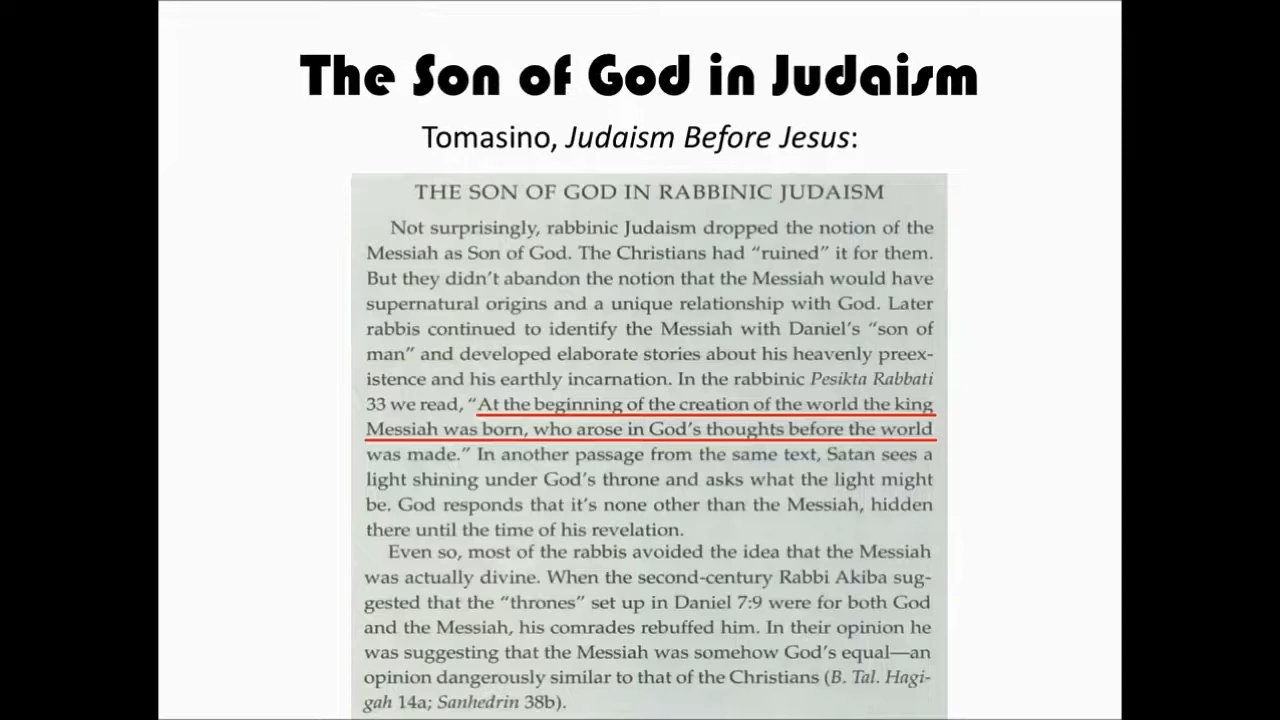 The Son of God in Judaism
Tomasino, Judaism Before Jesus:
THE SON OF GOD IN RABBINIC JUDAISM
Not surprisingly, rabbinic Judaism dropped the notion of the
Messiah as Son of God. The Christians had “ruined” it for them.
But they didn’t abandon the notion that the Messiah would have
supernatural origins and a unique relationship with God. Later
rabbis continued to identify the Messiah with Daniel’s “son of
man” and developed elaborate stories about his heavenly preex-
istence and his earthly incarnation. In the rabbinic Pesikta Rabbati
33 we read, “At the beginning of the creation of the world the king
Messiah was born, who arose in God’s thoughts before the world
was made.” In another passage from the same text, Satan sees a
light shining under God’s throne and asks what the light might
be. God responds that it’s none other than the Messiah, hidden
there until the time of his revelation.
Even so, most of the rabbis avoided the idea that the Messiah
was actually divine. When the second-century Rabbi Akiba sug-
gested that the “thrones” set up in Daniel 7:9 were for both God
and the Messiah, his comrades rebuffed him. In their opinion he
was suggesting that the Messiah was somehow God’s equal—an
opinion dangerously similar to that of the Christians (B. Tal. Hagi-
gah 14a; Sanhedrin 38b).